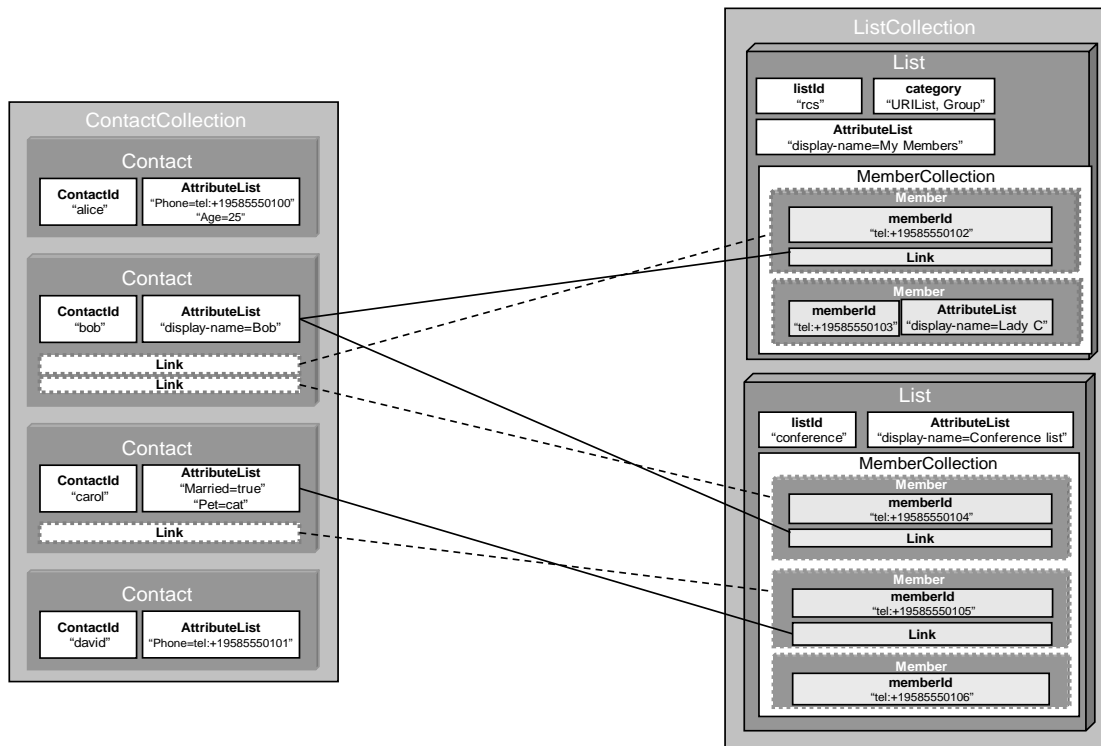 ContactCollection
Contact
ContactId
“alice”
AttributeList
“Phone=tel:+19585550100”
“Age=25”
Contact
ContactId
“bob”
AttributeList
“display-name=Bob”
Link
Link
Contact
ContactId
“carol”
AttributeList
“Married=true”
“Pet=cat”
Link
Contact
ContactId
“david”
AttributeList
“Phone=tel:+19585550101”
ListCollection
List
listId
“rcs”
category
“URIList, Group”
AttributeList
“display-name=My Members”
MemberCollection
Member
memberId
“tel:+19585550102”
Link
Member
memberId
“tel:+19585550103”
AttributeList
“display-name=Lady C”
List
listId
“conference”
AttributeList
“display-name=Conference list”
MemberCollection
Member
memberId
“tel:+19585550104”
Link
Member
memberId
“tel:+19585550105”
Link
Member
memberId
“tel:+19585550106”